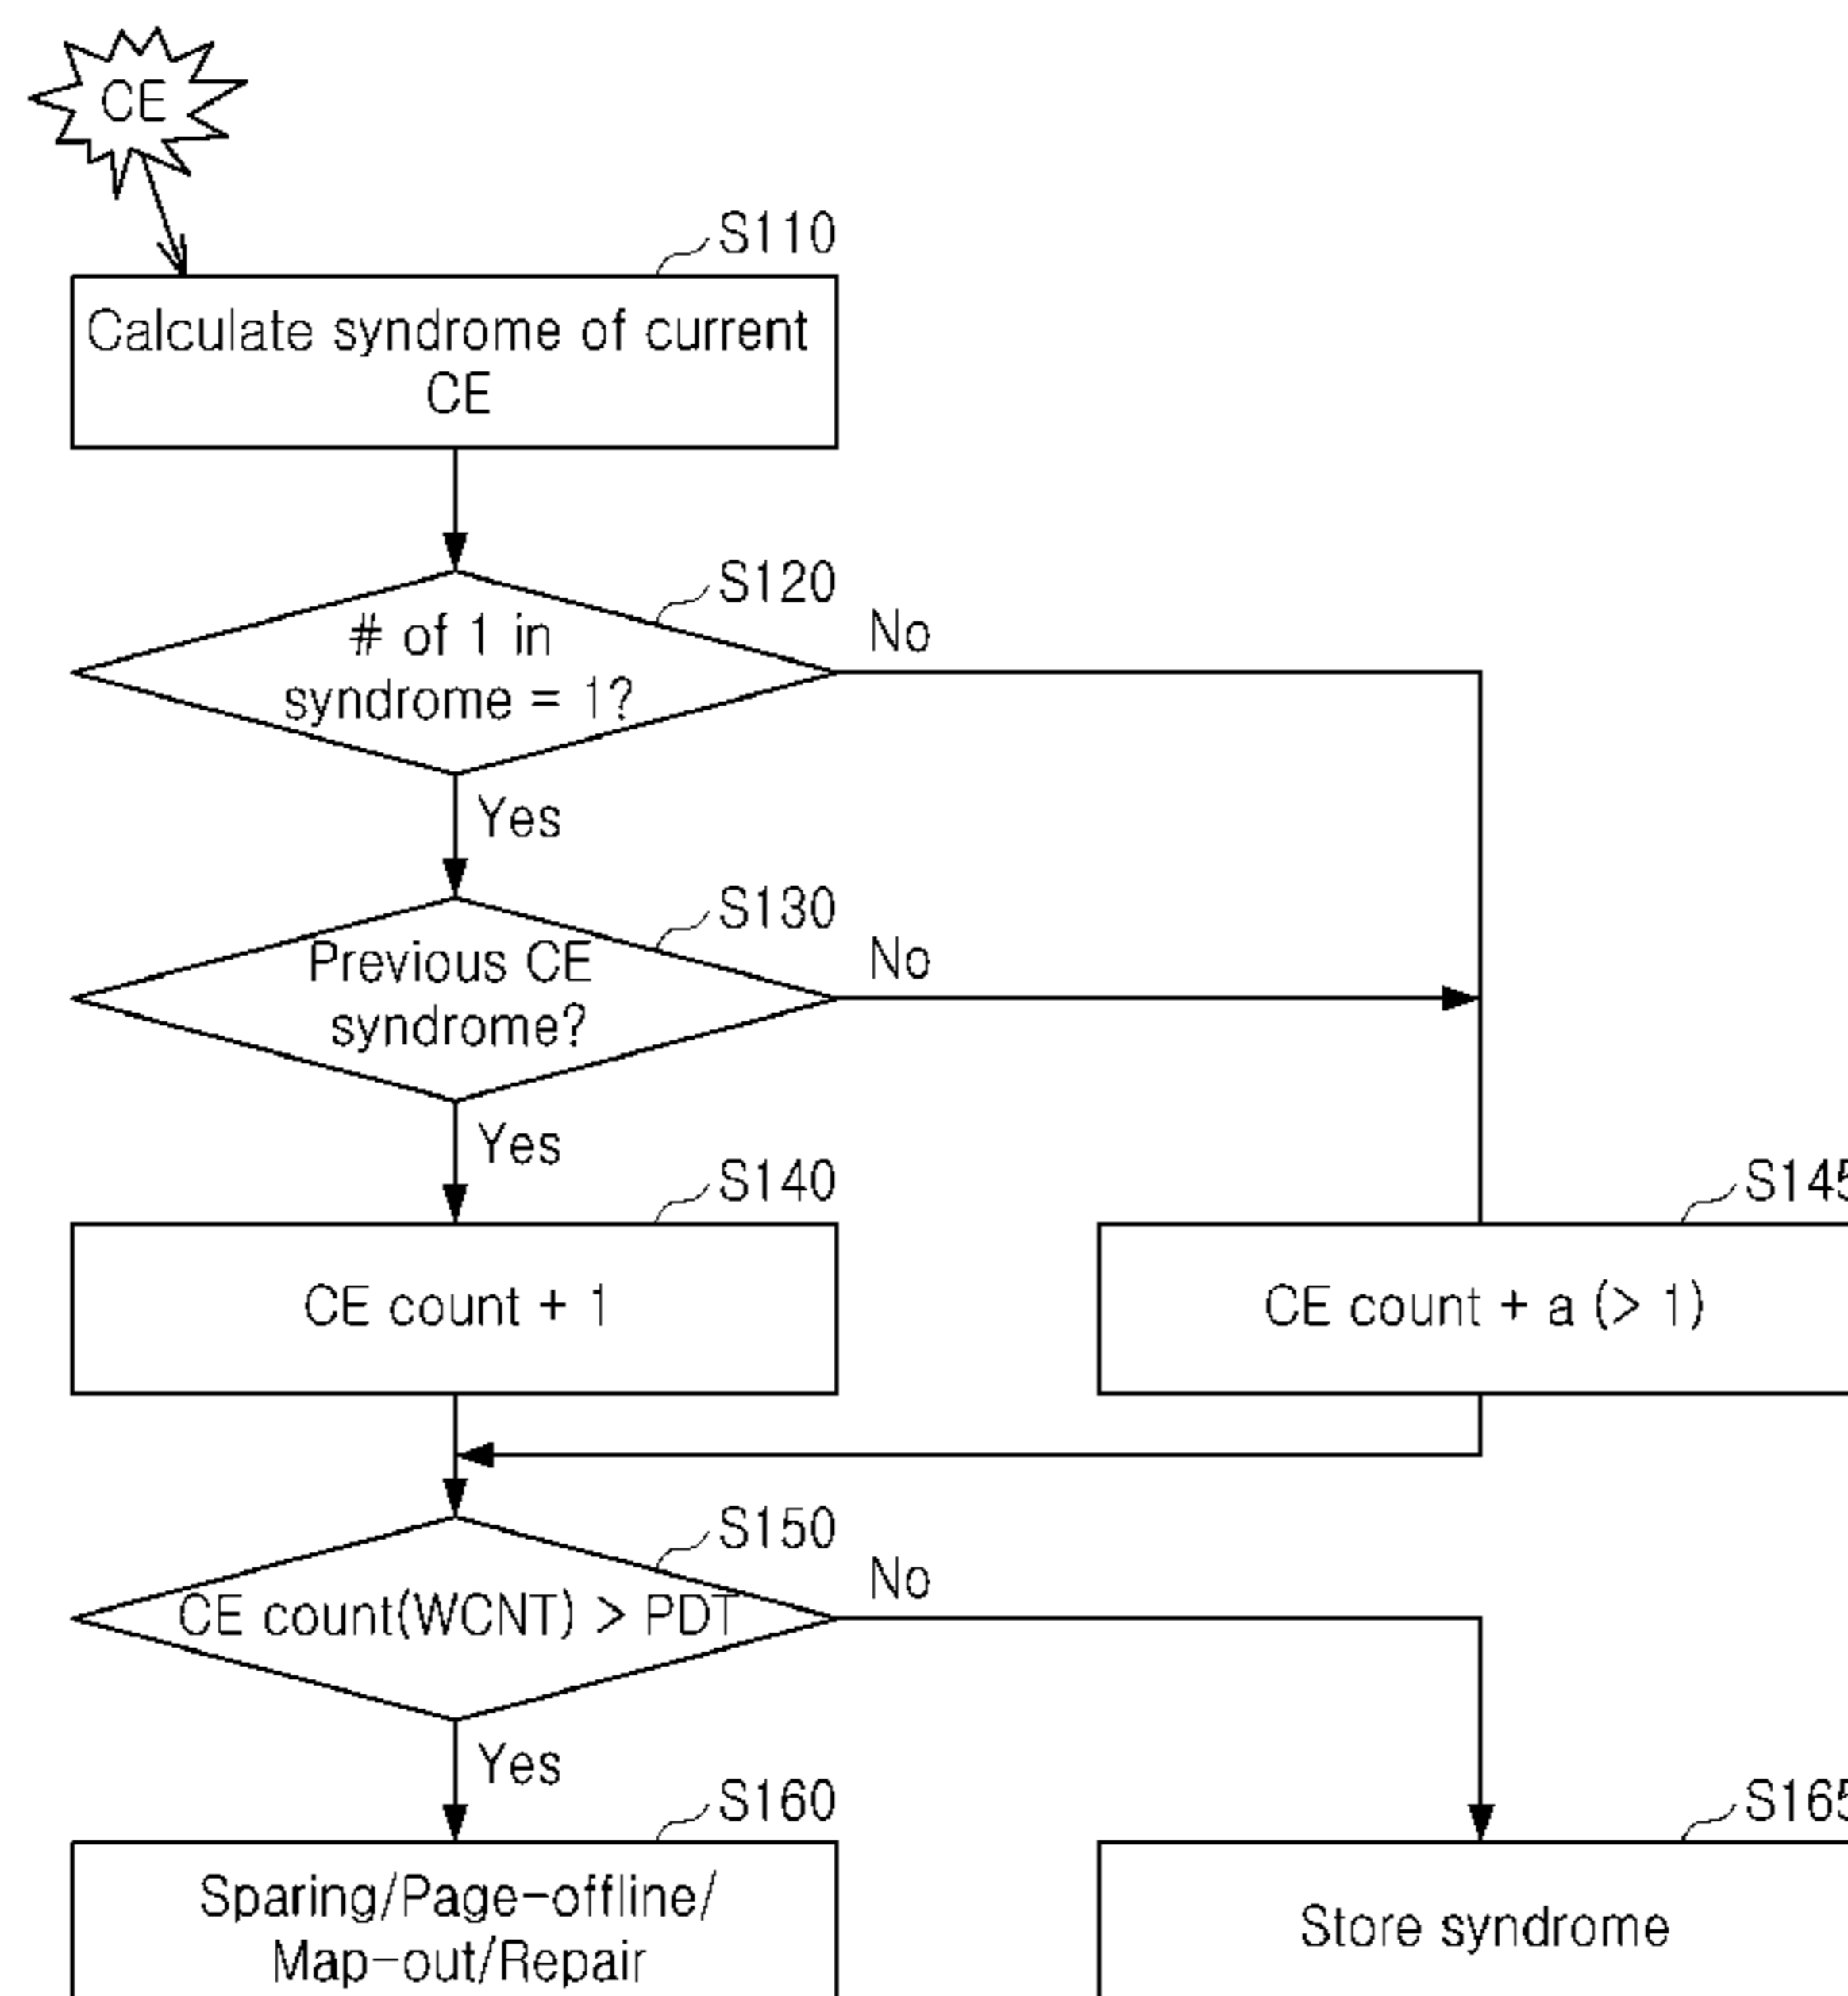 CE
S110
Calculate syndrome of current
CE
S120
# of 1 in
syndrome = 1?
No
Yes
S130
Previous CE
syndrome?
No
Yes
S140
CE count + 1
S145
CE count + a (> 1)
S150
CE count(WCNT) > PDT
No
Yes
S160
Sparing/Page-offline/
Map-out/Repair
S165
Store syndrome